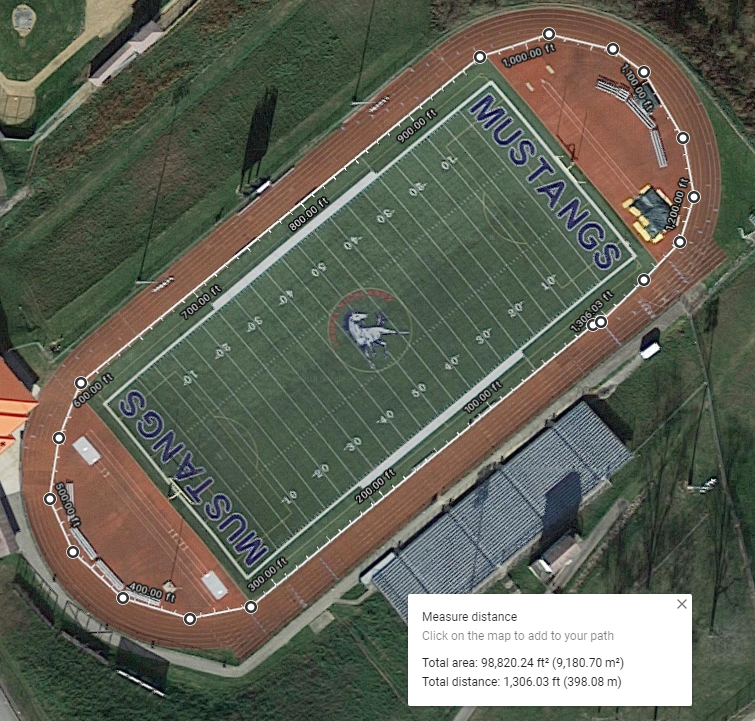 1,000.00 ft
1,100.00 ft
900.00 ft
MUSTANGS
10
20
30
40
50
40
30
20
10
800.00 ft
1,200.00 ft
700.00 ft
1,306.03 ft
600.00 ft
10
20
30
40
50
40
30
20
10
100.00 ft
200.00 ft
MUSTANGS
500.00 ft
300.00 ft
400.00 ft
Measure distance
Click on the map to add to your path
Total area: 98,820.24 ft² (9,180.70 m²)
Total distance: 1,306.03 ft (398.08 m)